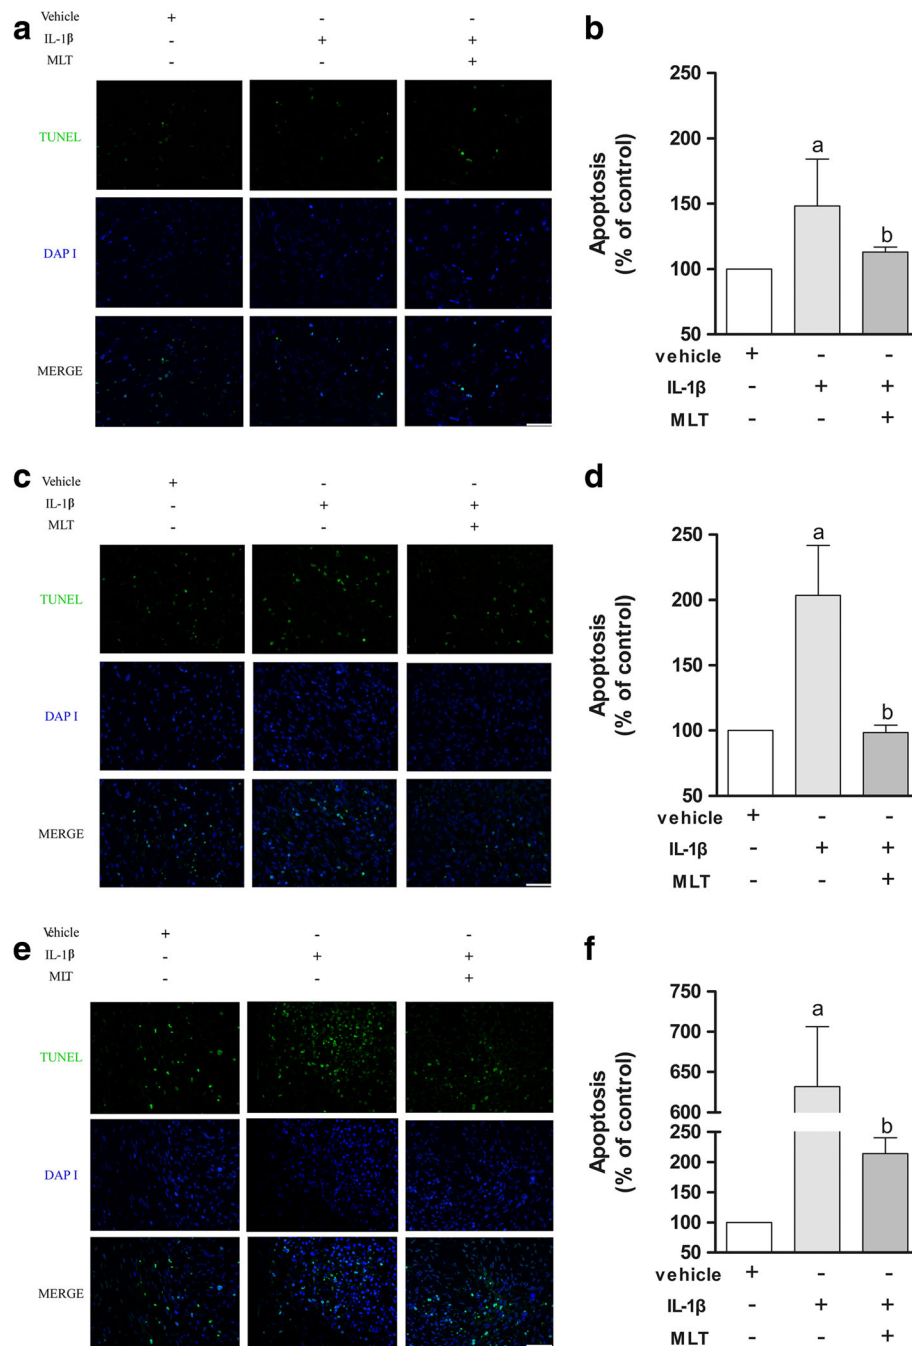 a
Vehicle + - -
IL-1β - + +
MLT - - +
TUNEL
DAP I
MERGE
b
Apoptosis
(% of control)
250
200
150
100
50
a
b
vehicle + - -
IL-1β - + +
MLT - - +
c
Vehicle + - -
IL-1β - + +
MLT - - +
TUNEL
DAP I
MERGE
d
Apoptosis
(% of control)
250
200
150
100
50
a
b
vehicle + - -
IL-1β - + +
MLT - - +
e
Vehicle + - -
IL-1β - + +
MLT - - +
TUNEL
DAP I
MERGE
f
Apoptosis
(% of control)
750
700
650
600
250
200
150
100
50
a
b
vehicle + - -
IL-1β - + +
MLT - - +